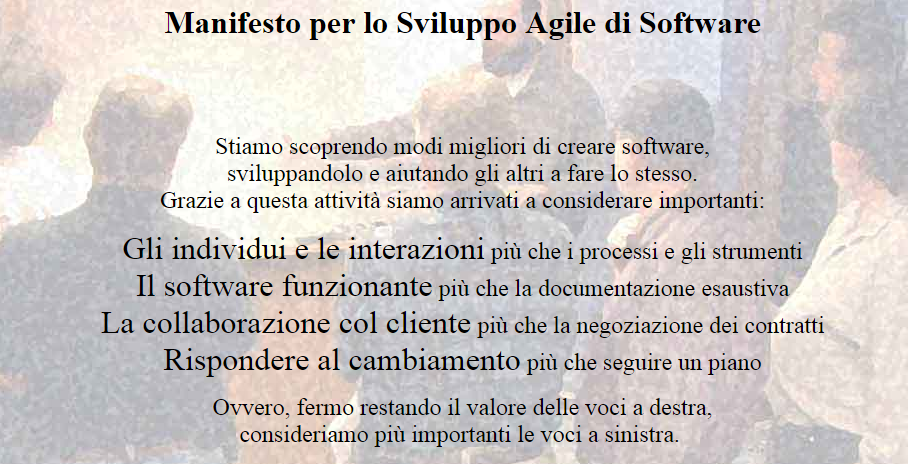 Manifesto per lo Sviluppo Agile di Software
Stiamo scoprendo modi migliori di creare software,
sviluppandolo e aiutando gli altri a fare lo stesso.
Grazie a questa attività siamo arrivati a considerare importanti:
Gli individui e le interazioni più che i processi e gli strumenti
Il software funzionante più che la documentazione esaustiva
La collaborazione col cliente più che la negoziazione dei contratti
Rispondere al cambiamento più che seguire un piano
Ovvero, fermo restando il valore delle voci a destra,
consideriamo più importanti le voci a sinistra.